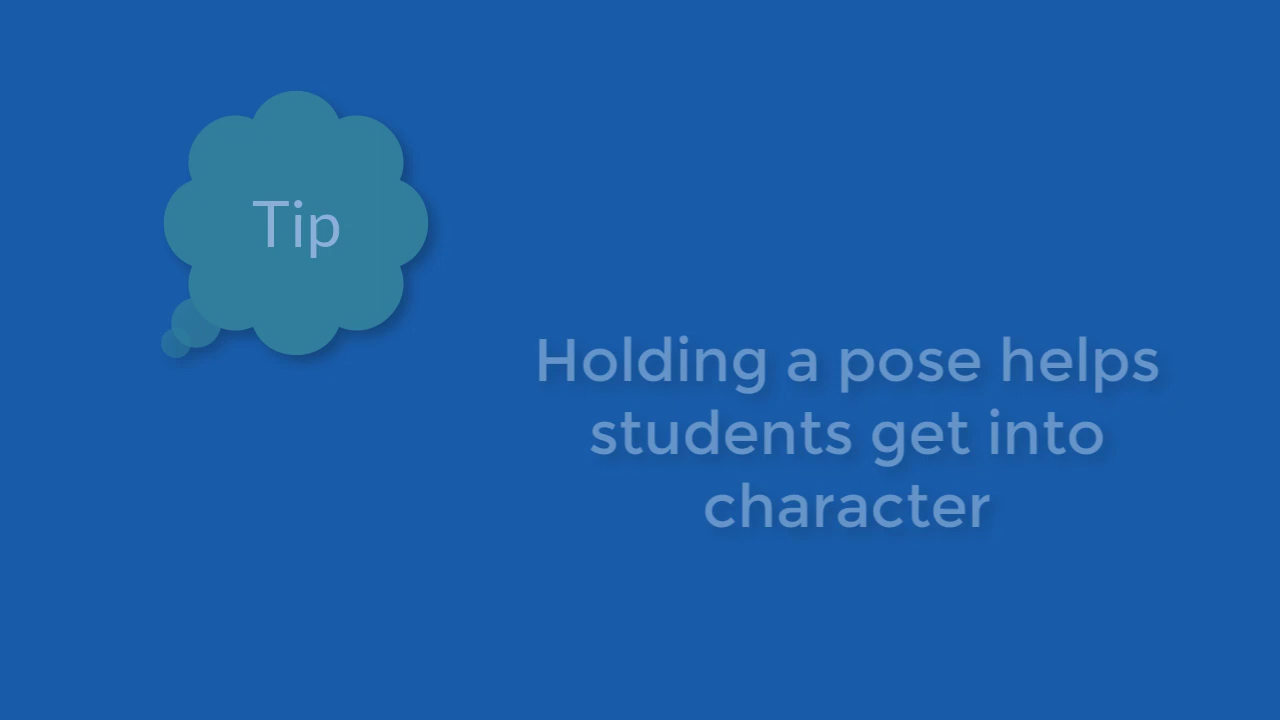 Tip
Holding a pose helps
students get into
character